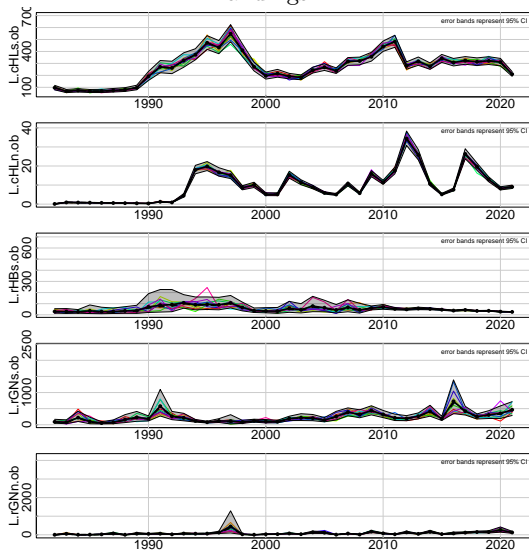 L.cHLs.ob
100
400
700
error bands represent 95% CI
1990 2000 2010 2020
L.cHLn.ob
0
20
40
error bands represent 95% CI
1990 2000 2010 2020
L.rHBs.ob
0
300
600
error bands represent 95% CI
1990 2000 2010 2020
L.rGNs.ob
0
1000
2500
error bands represent 95% CI
1990 2000 2010 2020
L.rGNn.ob
0
2000
error bands represent 95% CI
1990 2000 2010 2020